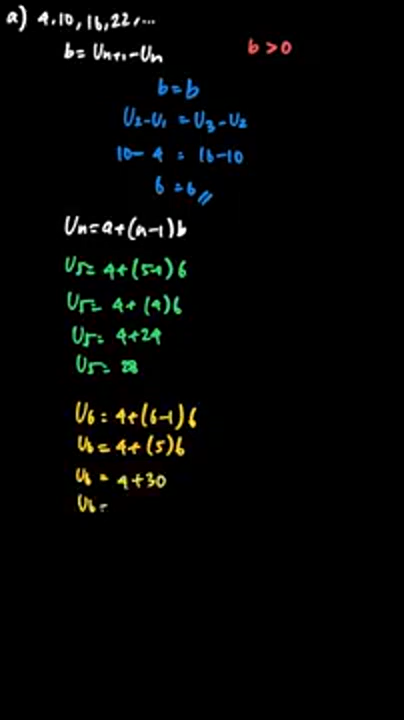 a) 4, 10, 16, 22, ...
b = Un+1 - Un
b > 0
b = b
U2 - U1 = U3 - U2
10 - 4 = 16 - 10
6 = 6 //
Un = a + (n-1)b
U5 = 4 + (5-1)6
U5 = 4 + (4)6
U5 = 4 + 24
U5 = 28
U6 = 4 + (6-1)6
U6 = 4 + (5)6
U6 = 4 + 30
U6 =